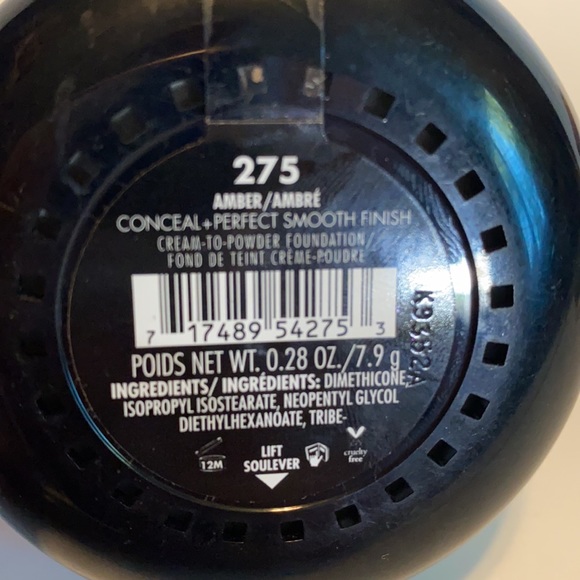 275
AMBER/AMBRÉ
CONCEAL+PERFECT SMOOTH FINISH
CREAM-TO-POWDER FOUNDATION/
FOND DE TEINT CRÈME-POUDRE
7 17489 54275 3
K9582A
POIDS NET WT. 0.28 OZ./7.9 g
INGREDIENTS/ INGRÉDIENTS: DIMETHICONE,
ISOPROPYL ISOSTEARATE, NEOPENTYL GLYCOL
DIETHYLHEXANOATE, TRIBE-
12M
LIFT
SOULEVER
cruelty
free